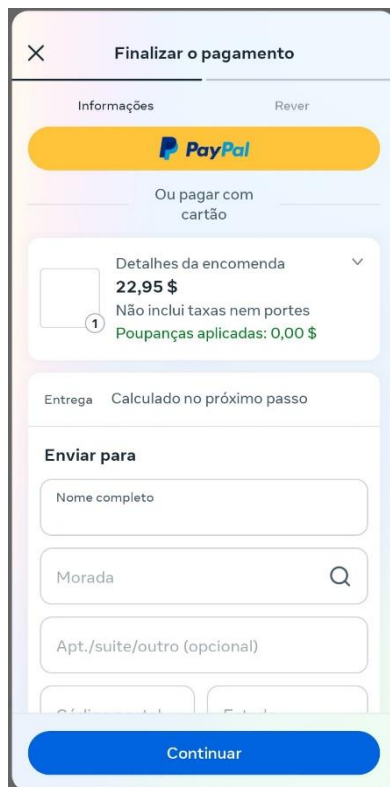 Finalizar o pagamento
Informações
Rever
PayPal
Ou pagar com
cartão
Detalhes da encomenda
22,95 $
Não inclui taxas nem portes
1
Poupanças aplicadas: 0,00 $
Entrega
Calculado no próximo passo
Enviar para
Nome completo
Morada
Apt./suite/outro (opcional)
Continuar